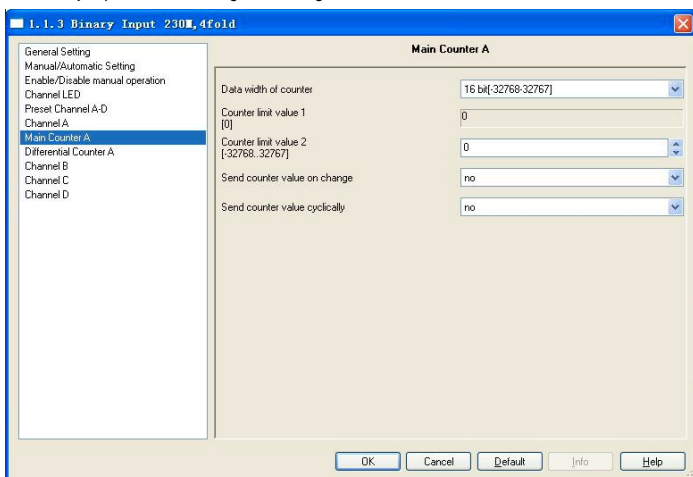 1.1.3 Binary Input 230M,4fold
General Setting
Manual/Automatic Setting
Enable/Disable manual operation
Channel LED
Preset Channel A-D
Channel A
Main Counter A
Differential Counter A
Channel B
Channel C
Channel D
Main Counter A
Data width of counter
16 bit[-32768-32767]
Counter limit value 1
[0]
0
Counter limit value 2
[-32768..32767]
0
Send counter value on change
no
Send counter value cyclically
no
OK Cancel Default Info Help